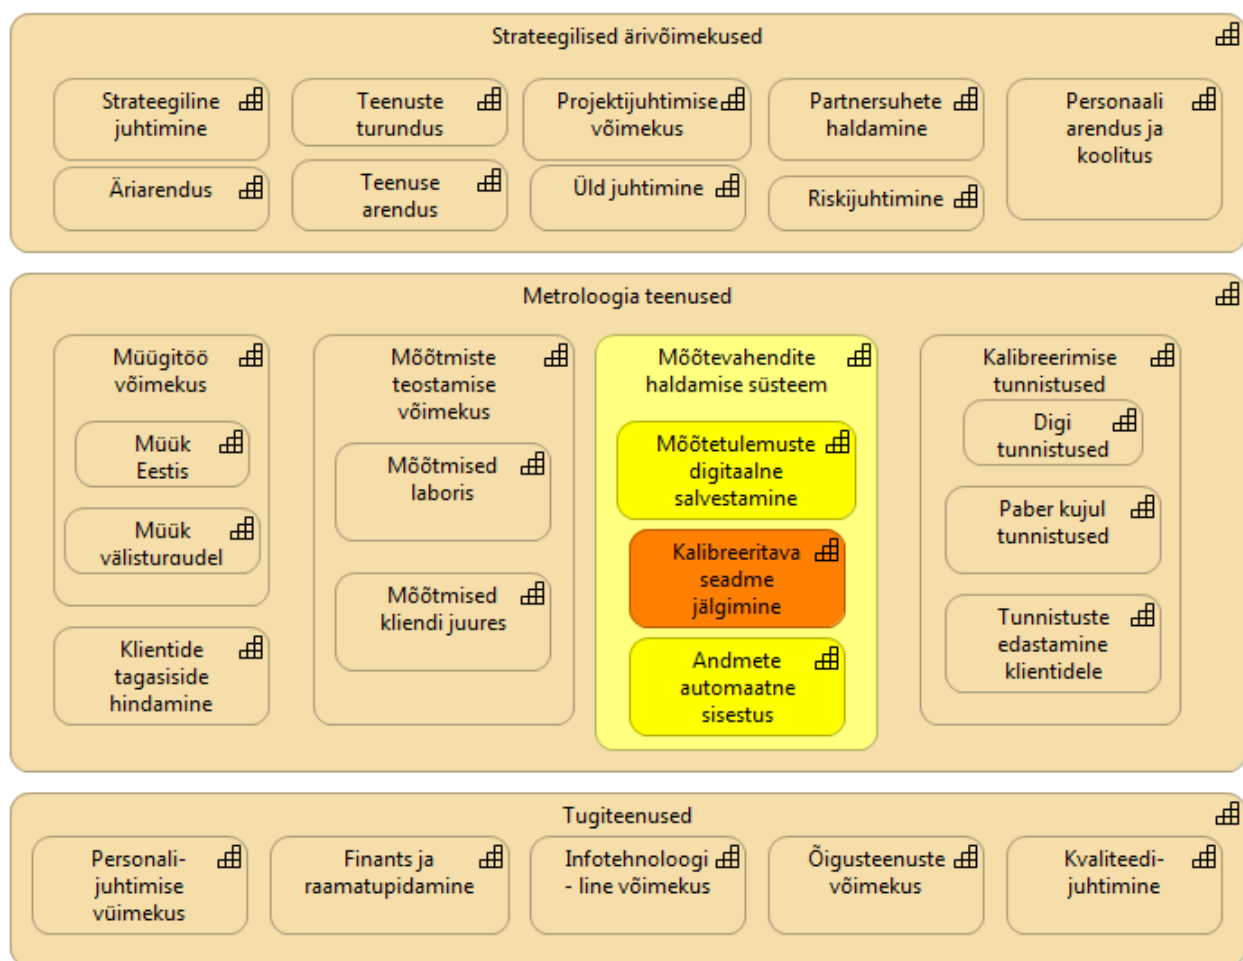 Strateegilised ärivõimekused
Strateegiline
juhtimine
Teenuste
turundus
Projektijuhtimise
võimekus
Partnersuhete
haldamine
Personaali
arendus ja
koolitus
Äriarendus
Teenuse
arendus
Üld juhtimine
Riskijuhtimine
Metroloogia teenused
Müügitöö
võimekus
Müük
Eestis
Müük
välisturgudel
Klientide
tagasiside
hindamine
Mõõtmiste
teostamise
võimekus
Mõõtmised
laboris
Mõõtmised
kliendi juures
Mõõtevahendite
haldamise süsteem
Mõõtetulemuste
digitaalne
salvestamine
Kalibreeritava
seadme
jälgimine
Andmete
automaatne
sisestus
Kalibreerimise
tunnistused
Digi
tunnistused
Paber kujul
tunnistused
Tunnistuste
edastamine
klientidele
Tugiteenused
Personali-
juhtimise
vüimekus
Finants ja
raamatupidamine
Infotehnoloogi
- line võimekus
Õigusteenuste
võimekus
Kvaliteedi-
juhtimine